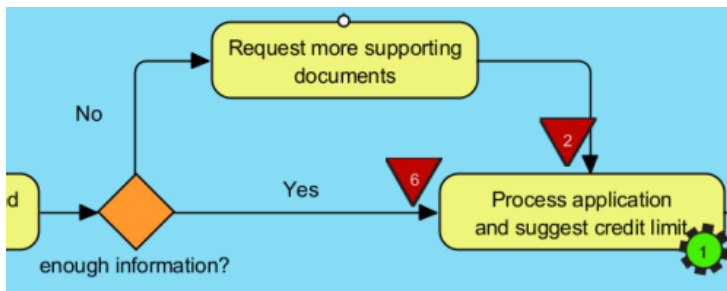 Request more supporting
documents
No
2
6
Yes
d
Process application
and suggest credit limit
1
enough information?